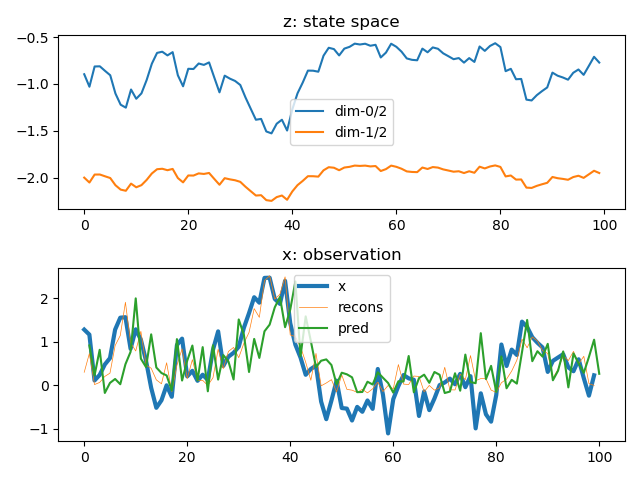 z: state space
−0.5
−1.0
−1.5
−2.0
dim-0/2
dim-1/2
0 20 40 60 80 100
x: observation
2
1
0
−1
x
recons
pred
0 20 40 60 80 100